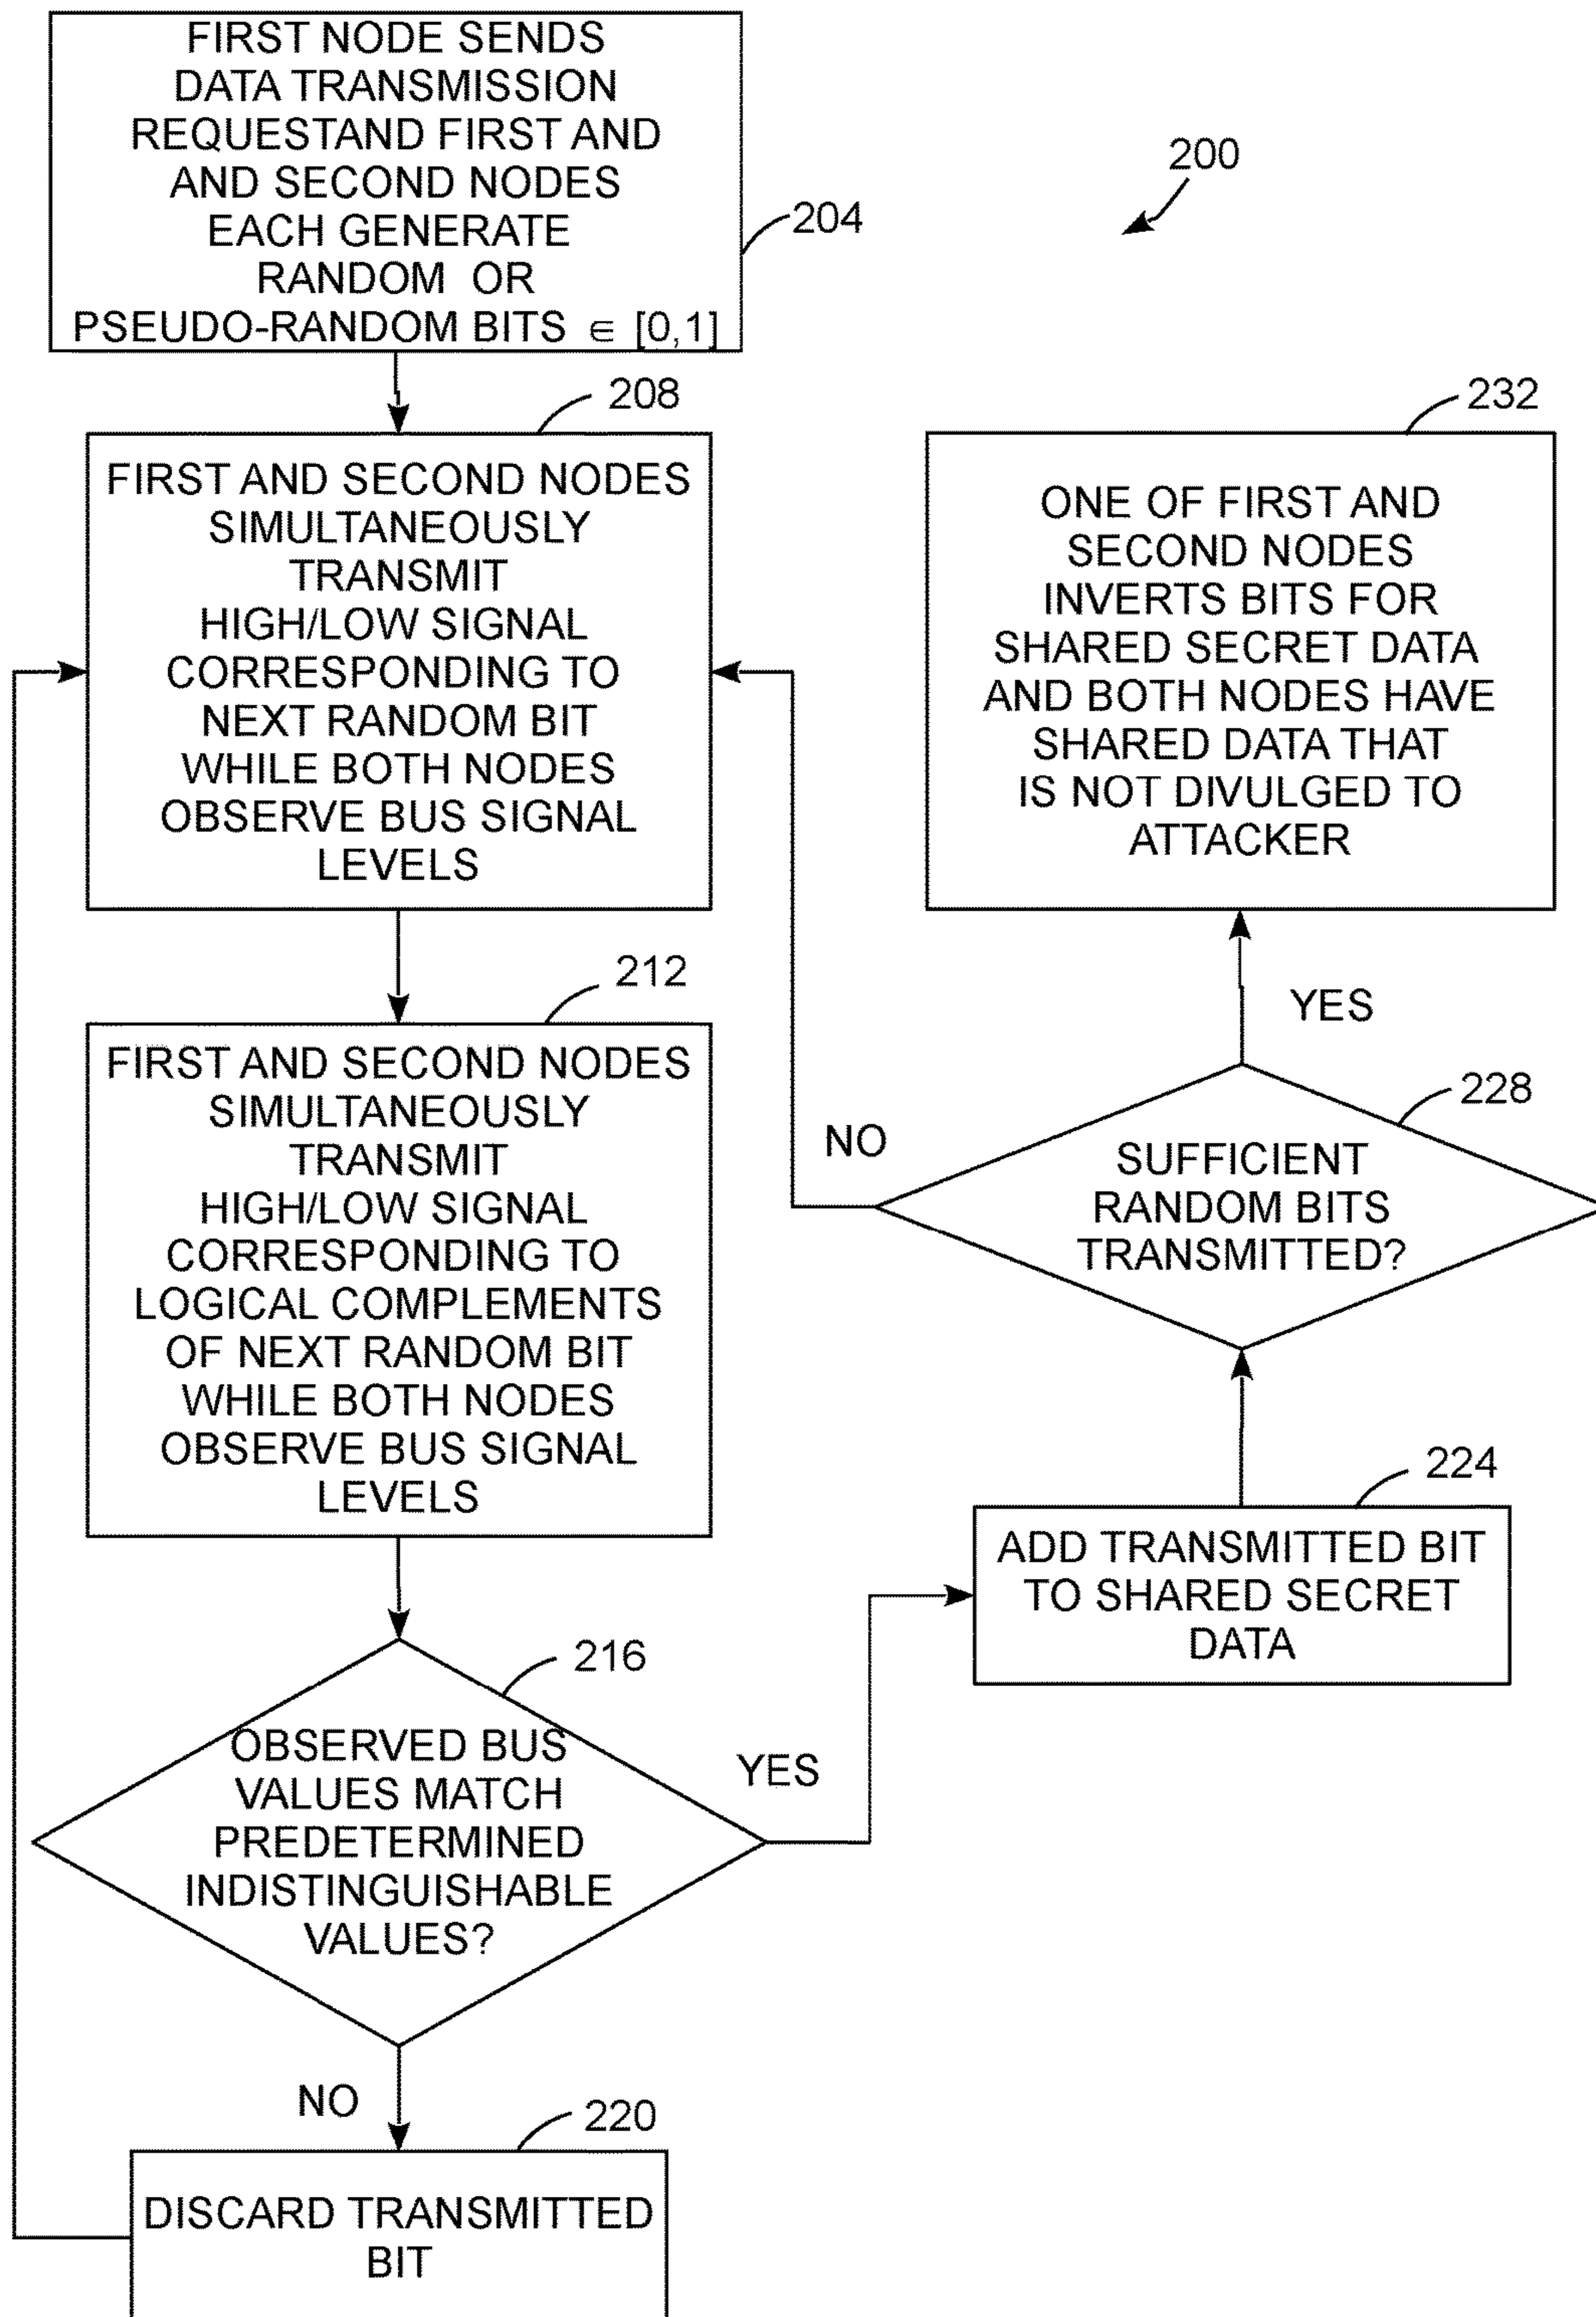 FIRST NODE SENDS
DATA TRANSMISSION
REQUESTAND FIRST AND
AND SECOND NODES
EACH GENERATE
RANDOM OR
PSEUDO-RANDOM BITS ∈ [0,1]
204
200
208
FIRST AND SECOND NODES
SIMULTANEOUSLY
TRANSMIT
HIGH/LOW SIGNAL
CORRESPONDING TO
NEXT RANDOM BIT
WHILE BOTH NODES
OBSERVE BUS SIGNAL
LEVELS
212
FIRST AND SECOND NODES
SIMULTANEOUSLY
TRANSMIT
HIGH/LOW SIGNAL
CORRESPONDING TO
LOGICAL COMPLEMENTS
OF NEXT RANDOM BIT
WHILE BOTH NODES
OBSERVE BUS SIGNAL
LEVELS
216
OBSERVED BUS
VALUES MATCH
PREDETERMINED
INDISTINGUISHABLE
VALUES?
YES
NO
220
DISCARD TRANSMITTED
BIT
224
ADD TRANSMITTED BIT
TO SHARED SECRET
DATA
228
SUFFICIENT
RANDOM BITS
TRANSMITTED?
NO
YES
232
ONE OF FIRST AND
SECOND NODES
INVERTS BITS FOR
SHARED SECRET DATA
AND BOTH NODES HAVE
SHARED DATA THAT
IS NOT DIVULGED TO
ATTACKER